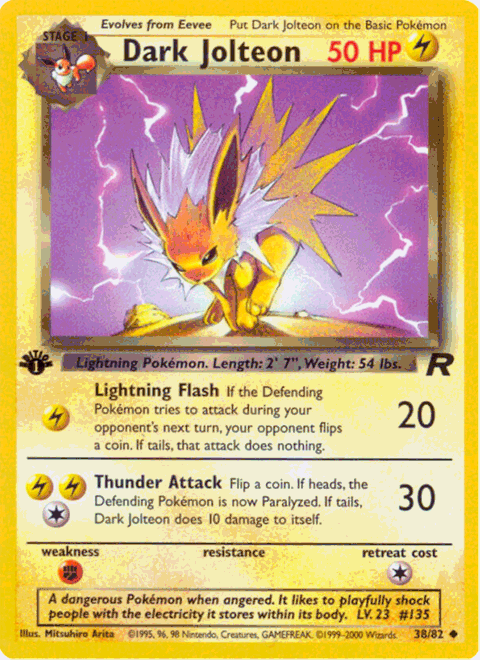 Evolves from Eevee Put Dark Jolteon on the Basic Pokémon
STAGE 1
Dark Jolteon 50 HP
Lightning Pokémon. Length: 2' 7", Weight: 54 lbs.
EDITION
1
R
Lightning Flash If the Defending
Pokémon tries to attack during your
opponent's next turn, your opponent flips
a coin. If tails, that attack does nothing.
20
Thunder Attack Flip a coin. If heads, the
Defending Pokémon is now Paralyzed. If tails,
Dark Jolteon does 10 damage to itself.
30
weakness resistance retreat cost
A dangerous Pokémon when angered. It likes to playfully shock
people with the electricity it stores within its body. LV. 23 #135
Illus. Mitsuhiro Arita ©1995, 96, 98 Nintendo, Creatures, GAMEFREAK. ©1999-2000 Wizards. 38/82